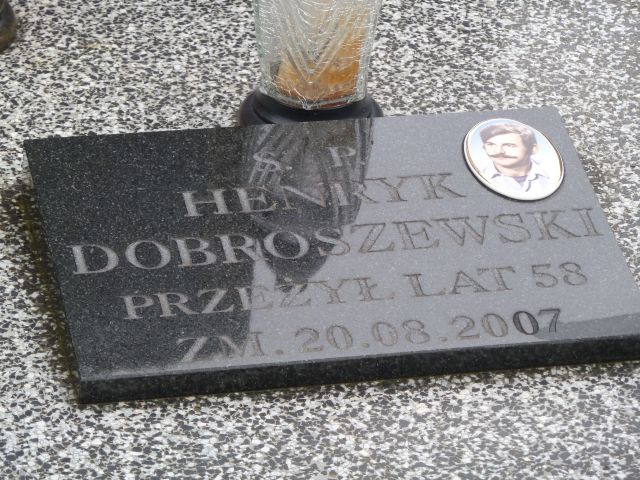 Ś. P.
HENRYK
DOBROSZEWSKI
PRZEŻYŁ LAT 58
ZM. 20.08.2007